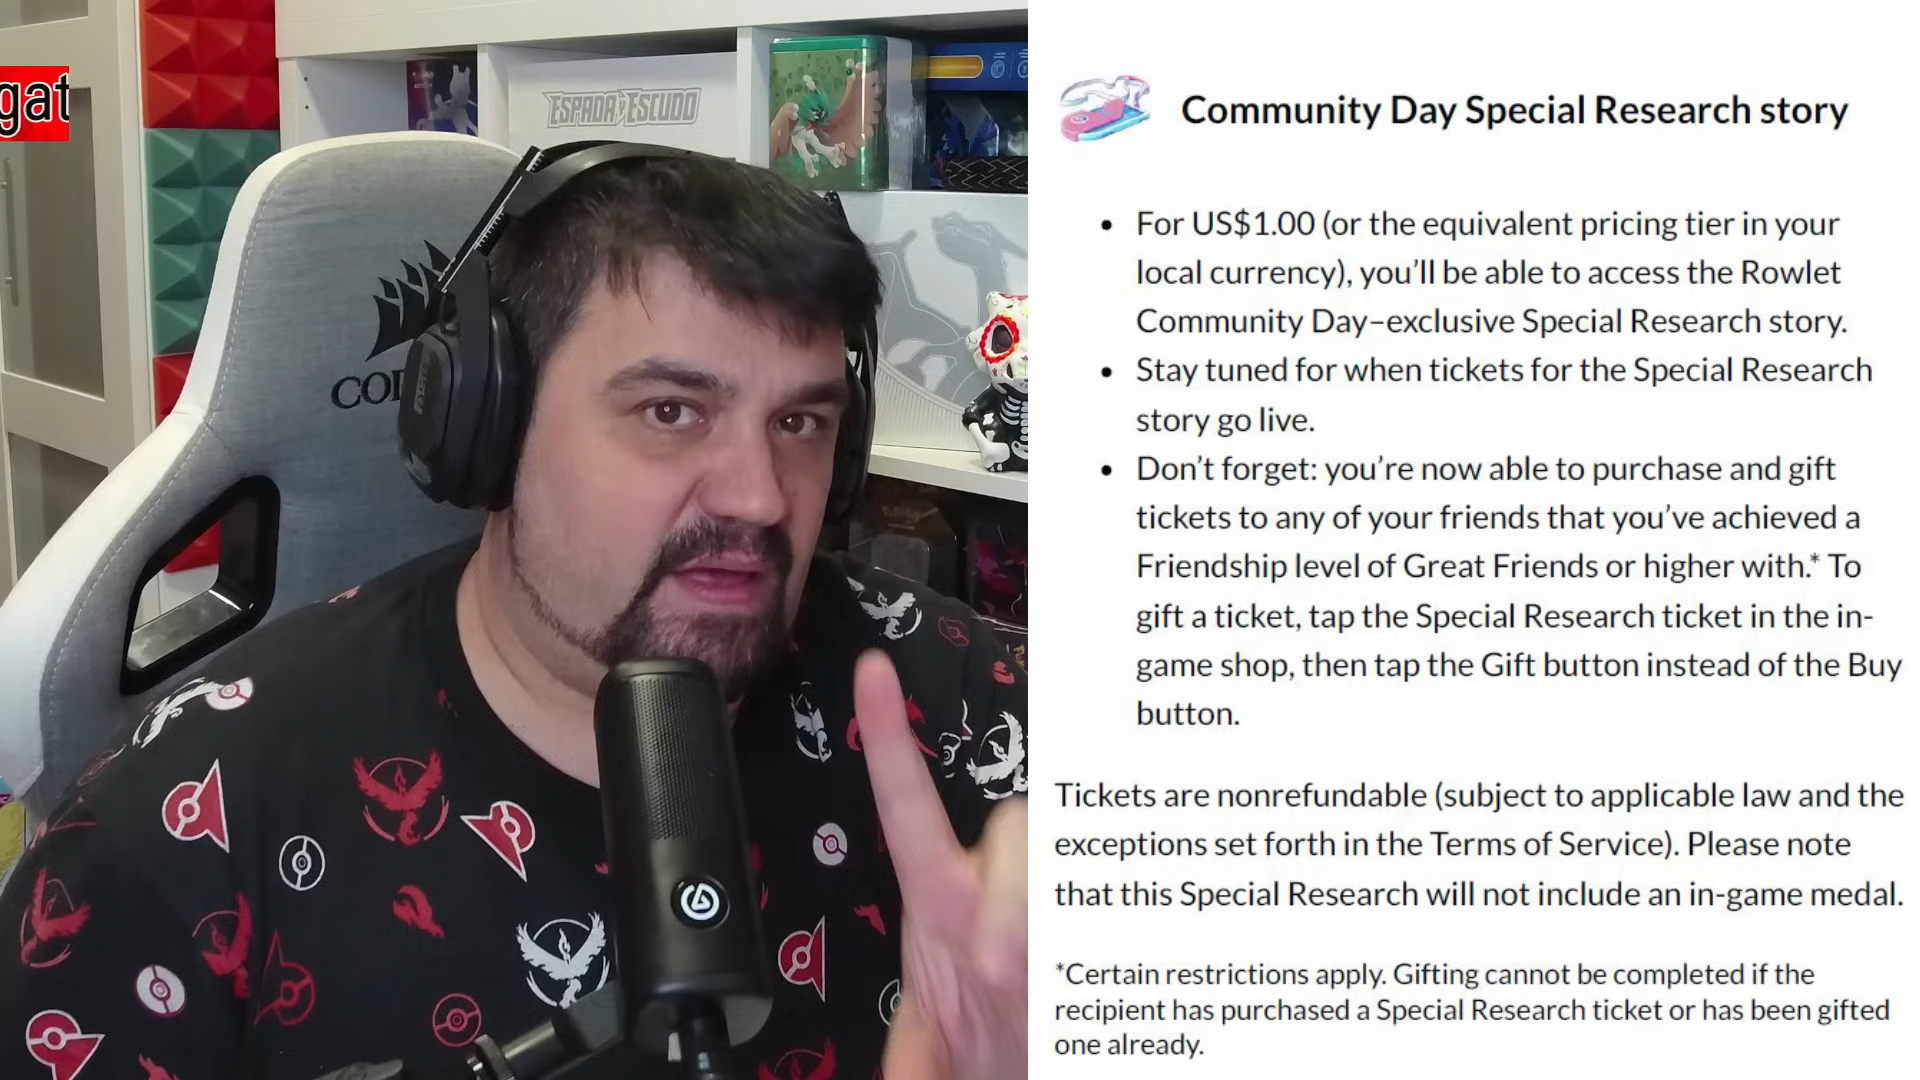 gat
ESPADA Y ESCUDO
Community Day Special Research story
• For US$1.00 (or the equivalent pricing tier in your
local currency), you’ll be able to access the Rowlet
Community Day–exclusive Special Research story.
• Stay tuned for when tickets for the Special Research
story go live.
• Don’t forget: you’re now able to purchase and gift
tickets to any of your friends that you’ve achieved a
Friendship level of Great Friends or higher with.* To
gift a ticket, tap the Special Research ticket in the in-
game shop, then tap the Gift button instead of the Buy
button.
Tickets are nonrefundable (subject to applicable law and the
exceptions set forth in the Terms of Service). Please note
that this Special Research will not include an in-game medal.
*Certain restrictions apply. Gifting cannot be completed if the
recipient has purchased a Special Research ticket or has been gifted
one already.